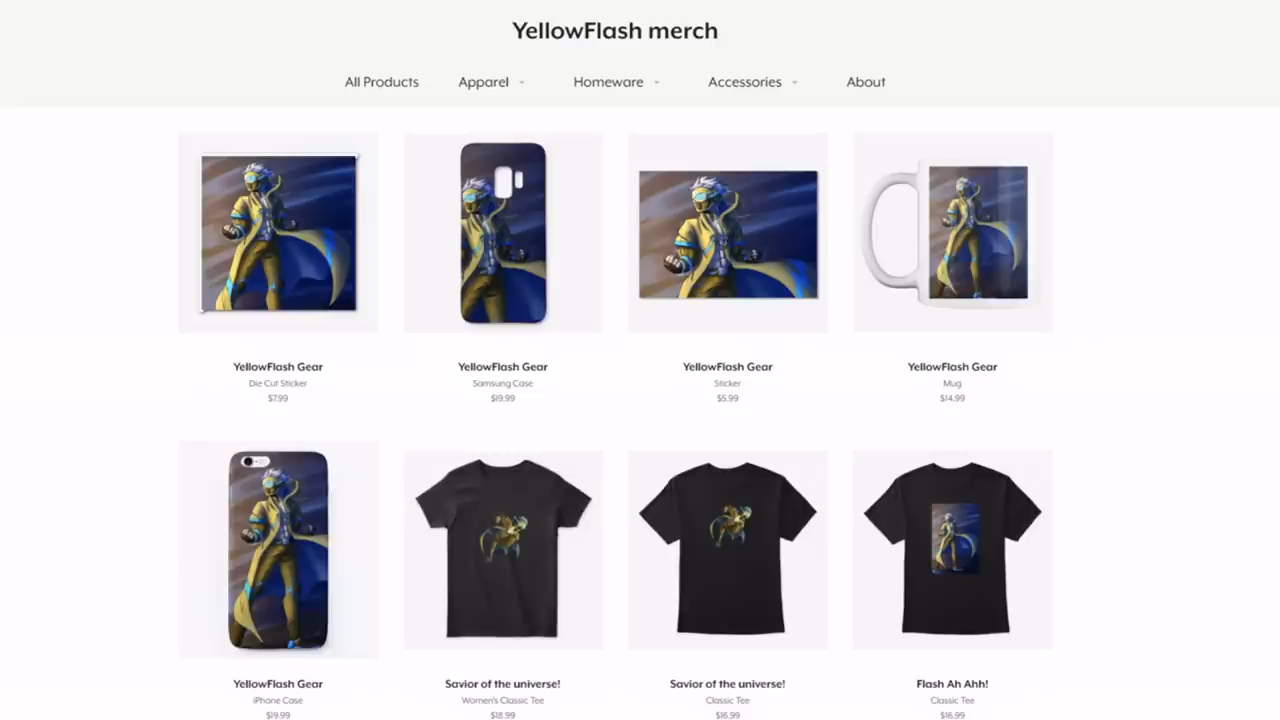 YellowFlash merch
All Products Apparel Homeware Accessories About
YellowFlash Gear YellowFlash Gear YellowFlash Gear YellowFlash Gear
Die Cut Sticker Samsung Case Sticker Mug
$7.99 $19.99 $5.99 $14.99
YellowFlash Gear Savior of the universe! Savior of the universe! Flash Ah Ahh!
iPhone Case Women's Classic Tee Classic Tee Classic Tee
$19.99 $18.99 $16.99 $16.99